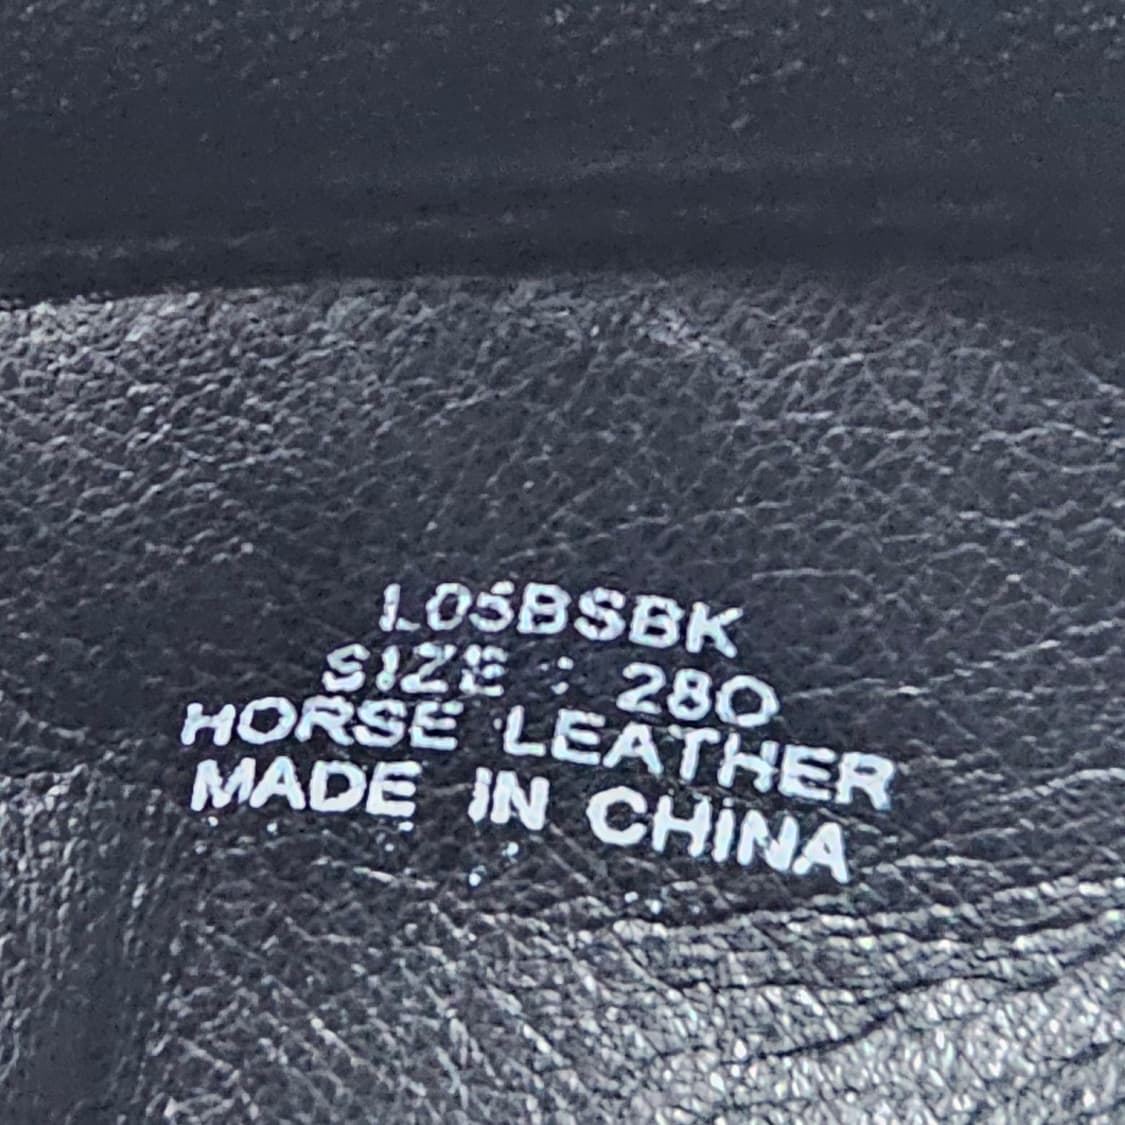 L05BSBK
SIZE : 280
HORSE LEATHER
MADE IN CHINA